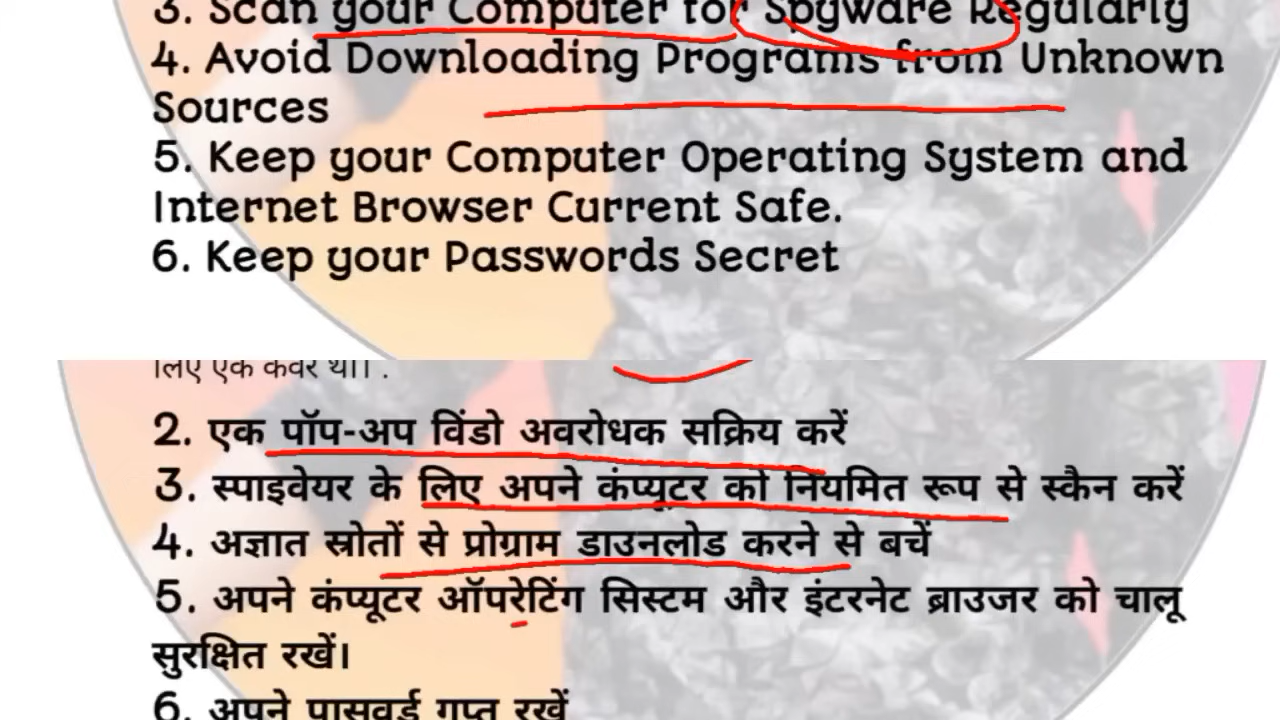 3. Scan your Computer for Spyware Regularly
4. Avoid Downloading Programs from Unknown
Sources
5. Keep your Computer Operating System and
Internet Browser Current Safe.
6. Keep your Passwords Secret
लिए एक कवर था। .
2. एक पॉप-अप विंडो अवरोधक सक्रिय करें
3. स्पाइवेयर के लिए अपने कंप्यूटर को नियमित रूप से स्कैन करें
4. अज्ञात स्रोतों से प्रोग्राम डाउनलोड करने से बचें
5. अपने कंप्यूटर ऑपरेटिंग सिस्टम और इंटरनेट ब्राउजर को चालू
सुरक्षित रखें।
6. अपने पासवर्ड गुप्त रखें